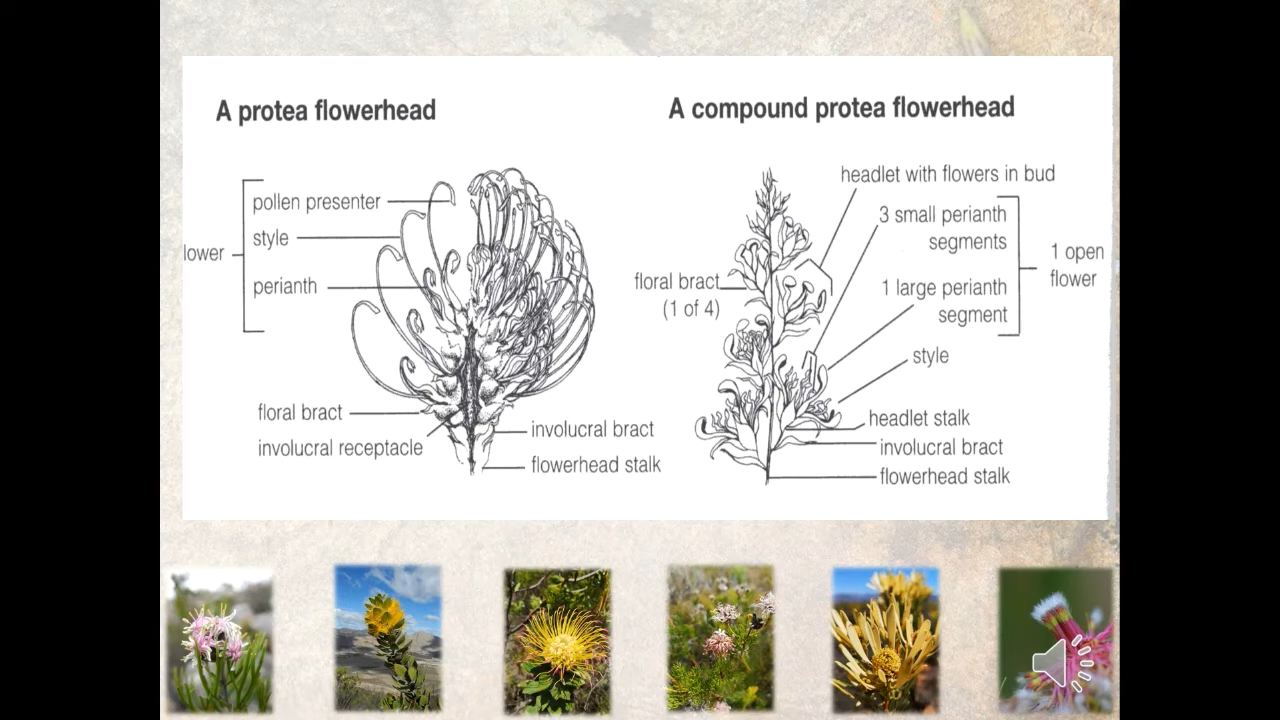 A protea flowerhead
pollen presenter
style
perianth
lower
floral bract
involucral receptacle
involucral bract
flowerhead stalk
A compound protea flowerhead
headlet with flowers in bud
3 small perianth
segments
1 large perianth
segment
1 open
flower
floral bract
(1 of 4)
style
headlet stalk
involucral bract
flowerhead stalk